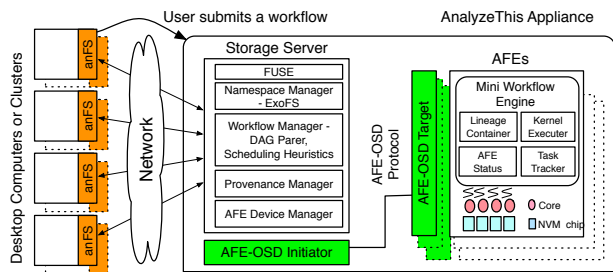 User submits a workflow
AnalyzeThis Appliance
Desktop Computers or Clusters
anFS
anFS
anFS
anFS
Network
Storage Server
FUSE
Namespace Manager
- ExoFS
Workflow Manager -
DAG Parer,
Scheduling Heuristics
Provenance Manager
AFE Device Manager
AFE-OSD Initiator
AFE-OSD
Protocol
AFE-OSD Target
AFEs
Mini Workflow
Engine
Lineage
Container
Kernel
Executer
AFE
Status
Task
Tracker
Core
NVM chip